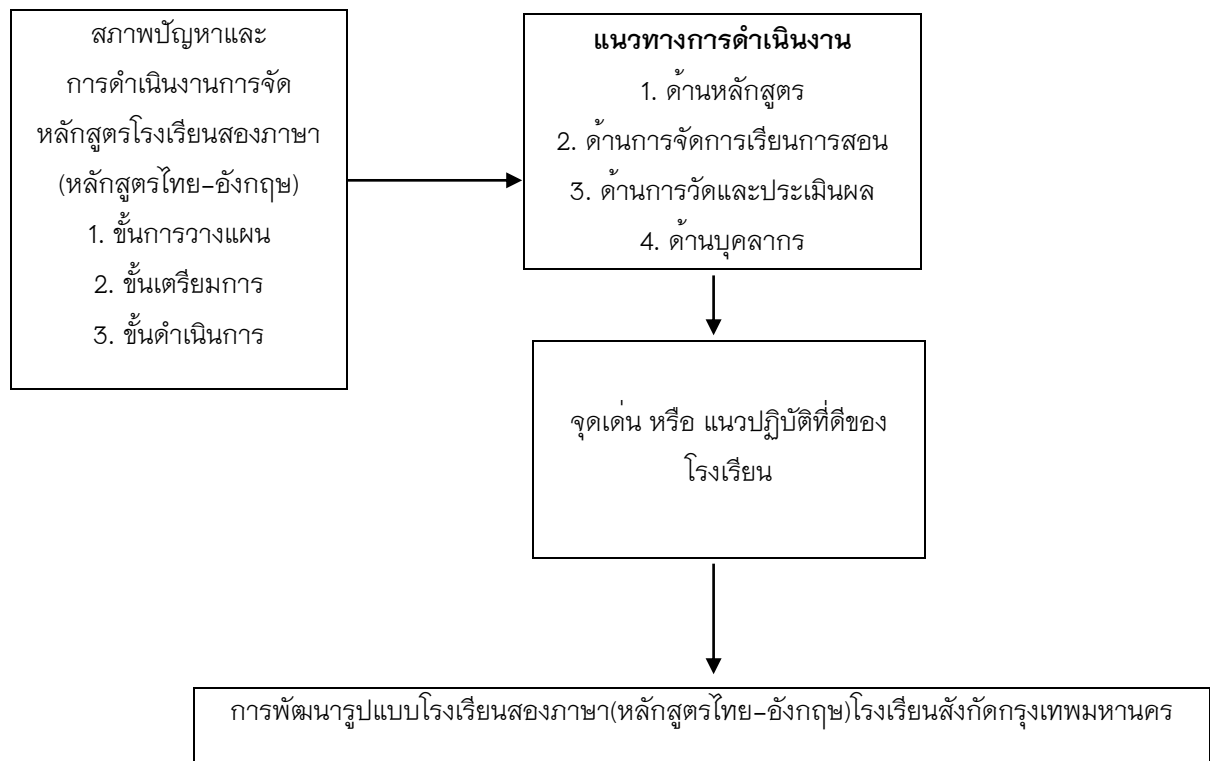 สภาพปัญหาและ
การดำเนินงานการจัด
หลักสูตรโรงเรียนสองภาษา
(หลักสูตรไทย-อังกฤษ)
1. ขั้นการวางแผน
2. ขั้นเตรียมการ
3. ขั้นดำเนินการ
แนวทางการดำเนินงาน
1. ด้านหลักสูตร
2. ด้านการจัดการเรียนการสอน
3. ด้านการวัดและประเมินผล
4. ด้านบุคลากร
จุดเด่น หรือ แนวปฏิบัติที่ดีของ
โรงเรียน
การพัฒนารูปแบบโรงเรียนสองภาษา(หลักสูตรไทย-อังกฤษ)โรงเรียนสังกัดกรุงเทพมหานคร